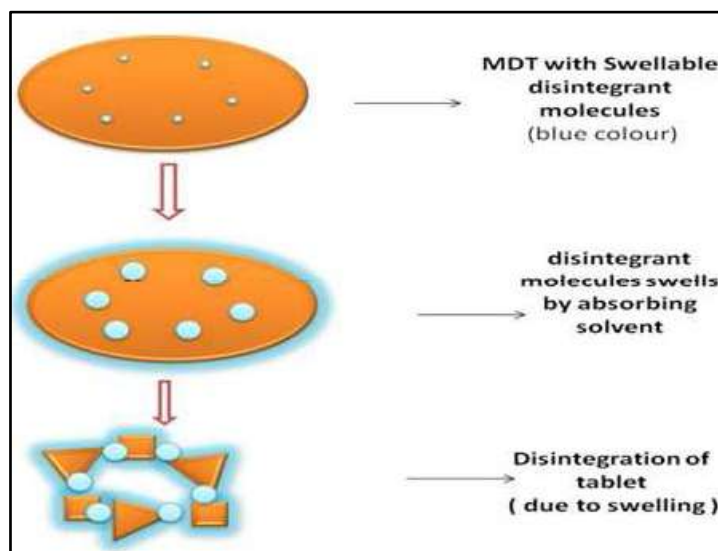 MDT with Swellable
disintegrant
molecules
(blue colour)
disintegrant
molecules swells
by absorbing
solvent
Disintegration of
tablet
( due to swelling )